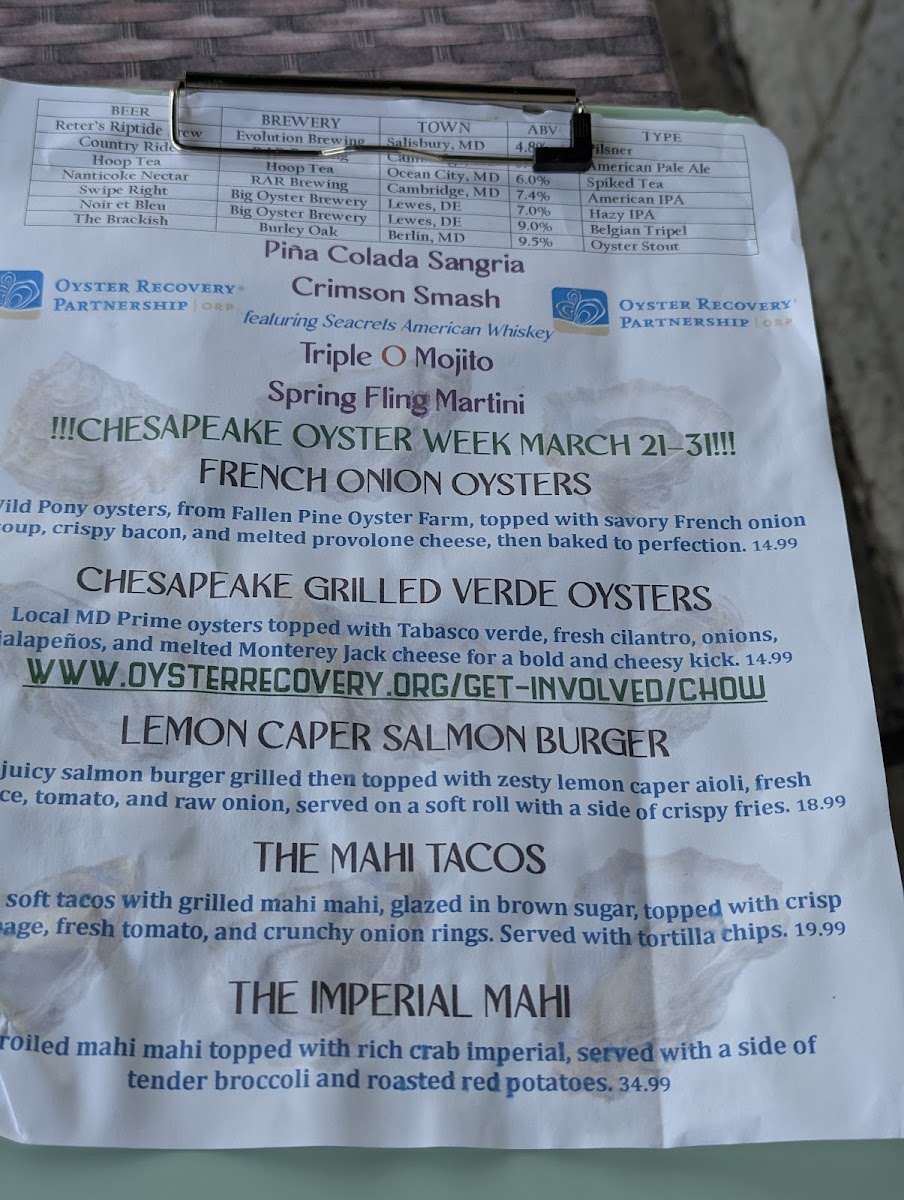 BEER BREWERY TOWN ABV TYPE
Reter's Riptide Evolution Brewing Salisbury, MD 4.8% Pilsner
Country Ride American Pale Ale
Hoop Tea Hoop Tea Ocean City, MD 6.0% Spiked Tea
Nanticoke Nectar RAR Brewing Cambridge, MD 7.4% American IPA
Swipe Right Big Oyster Brewery Lewes, DE 7.0% Hazy IPA
Noir et Bleu Big Oyster Brewery Lewes, DE 9.0% Belgian Tripel
The Brackish Burley Oak Berlin, MD 9.5% Oyster Stout
Piña Colada Sangria
OYSTER RECOVERY
PARTNERSHIP | ORP
Crimson Smash
featuring Seacrets American Whiskey
OYSTER RECOVERY
PARTNERSHIP | ORP
Triple O Mojito
Spring Fling Martini
!!!CHESAPEAKE OYSTER WEEK MARCH 21-31!!!
FRENCH ONION OYSTERS
Wild Pony oysters, from Fallen Pine Oyster Farm, topped with savory French onion
soup, crispy bacon, and melted provolone cheese, then baked to perfection. 14.99
CHESAPEAKE GRILLED VERDE OYSTERS
Local MD Prime oysters topped with Tabasco verde, fresh cilantro, onions,
jalapeños, and melted Monterey Jack cheese for a bold and cheesy kick. 14.99
WWW.OYSTERRECOVERY.ORG/GET-INVOLVED/CHOW
LEMON CAPER SALMON BURGER
juicy salmon burger grilled then topped with zesty lemon caper aioli, fresh
tomato, and raw onion, served on a soft roll with a side of crispy fries. 18.99
THE MAHI TACOS
soft tacos with grilled mahi mahi, glazed in brown sugar, topped with crisp
fresh tomato, and crunchy onion rings. Served with tortilla chips. 19.99
THE IMPERIAL MAHI
roiled mahi mahi topped with rich crab imperial, served with a side of
tender broccoli and roasted red potatoes. 34.99